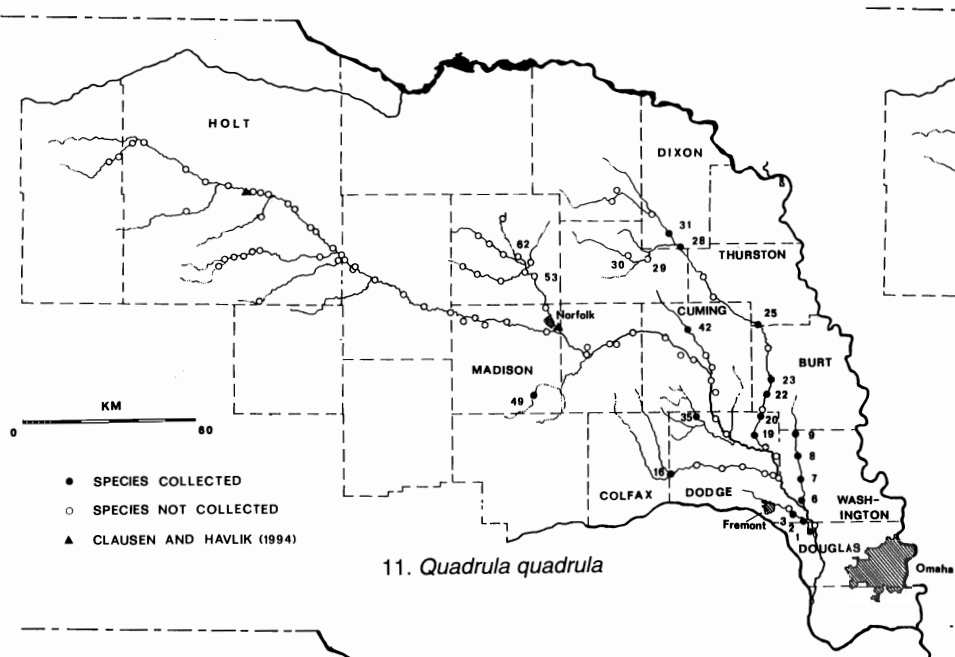 HOLT
DIXON
31
28
THURSTON
62
30
29
53
CUMING
25
Norfolk
42
BURT
MADISON
23
22
49
KM
0
60
35
20
19
9
8
16
7
● SPECIES COLLECTED
COLFAX
DODGE
6
WASH-
INGTON
○ SPECIES NOT COLLECTED
Fremont
3
2
1
▲ CLAUSEN AND HAVLIK (1994)
DOUGLAS
11. Quadrula quadrula
Omaha